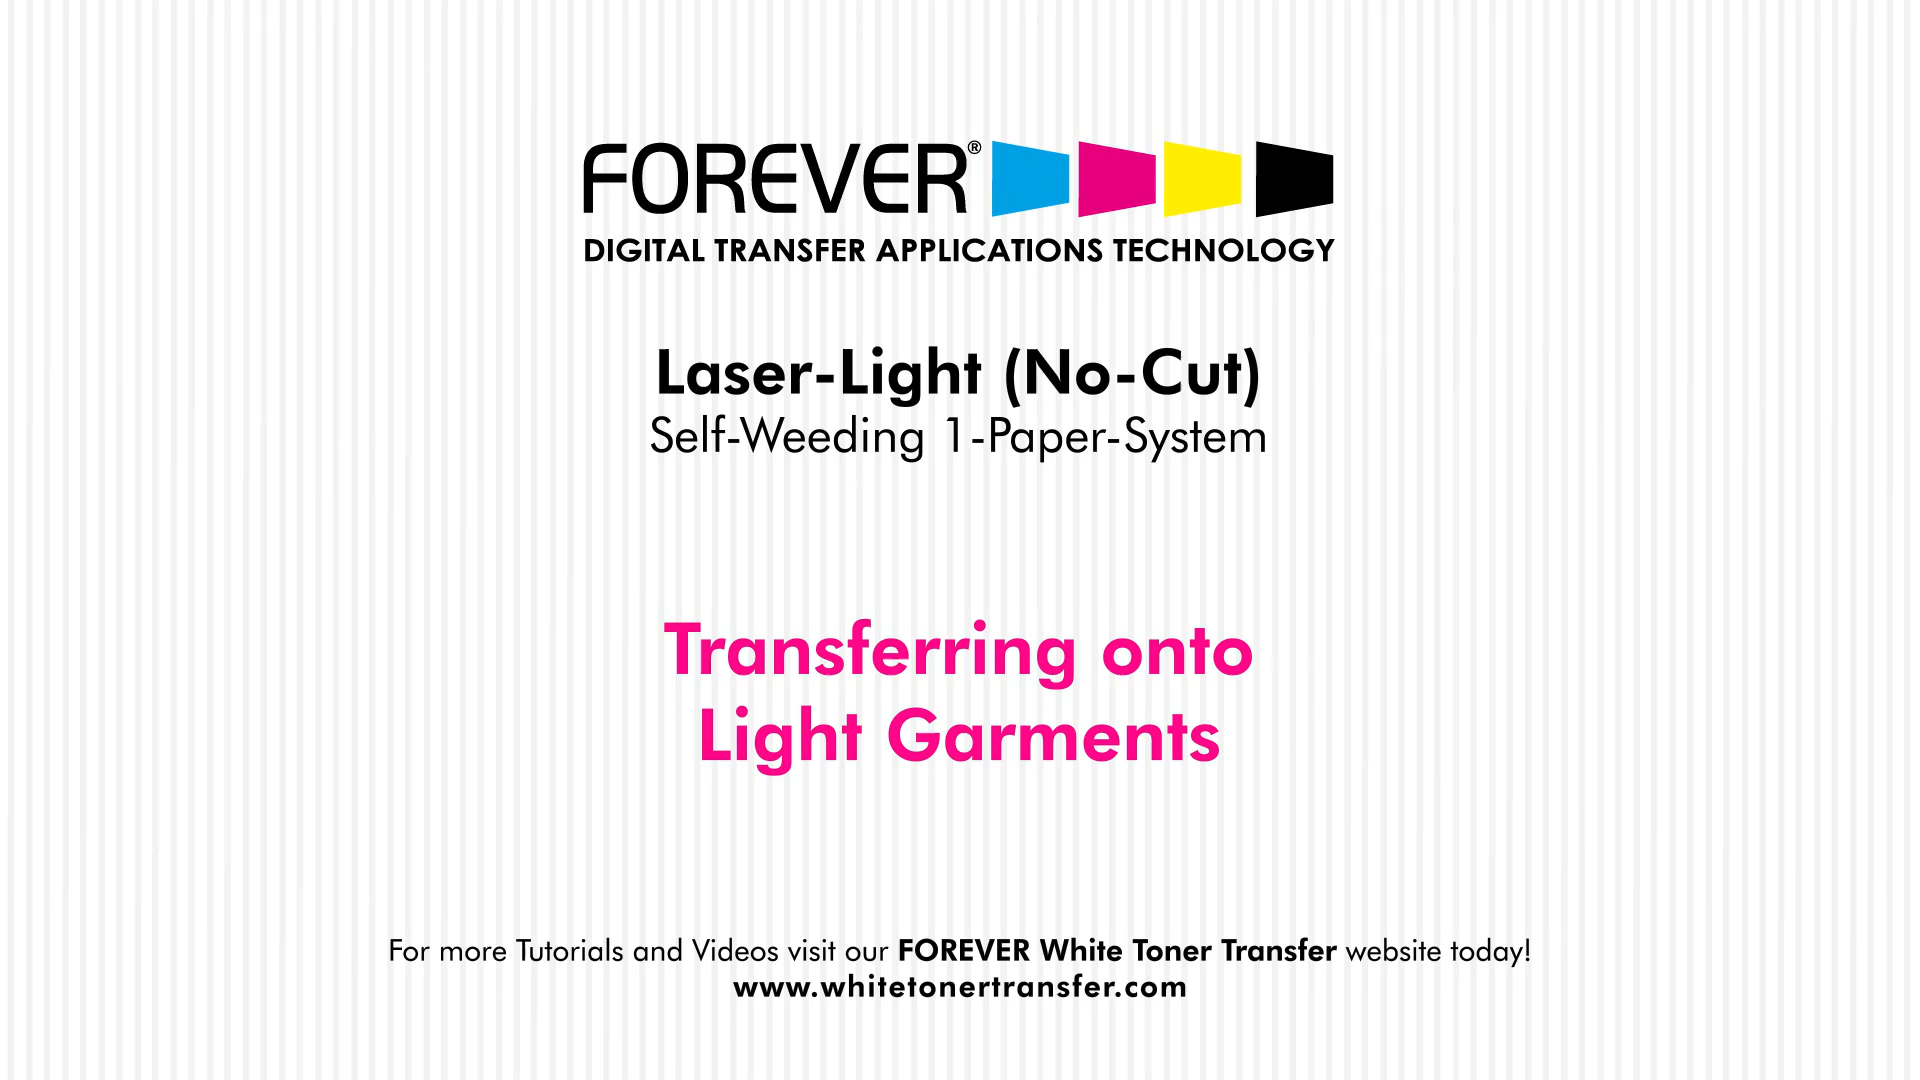 FOREVER®
DIGITAL TRANSFER APPLICATIONS TECHNOLOGY
Laser-Light (No-Cut)
Self-Weeding 1-Paper-System
Transferring onto
Light Garments
For more Tutorials and Videos visit our FOREVER White Toner Transfer website today!
www.whitetonertransfer.com